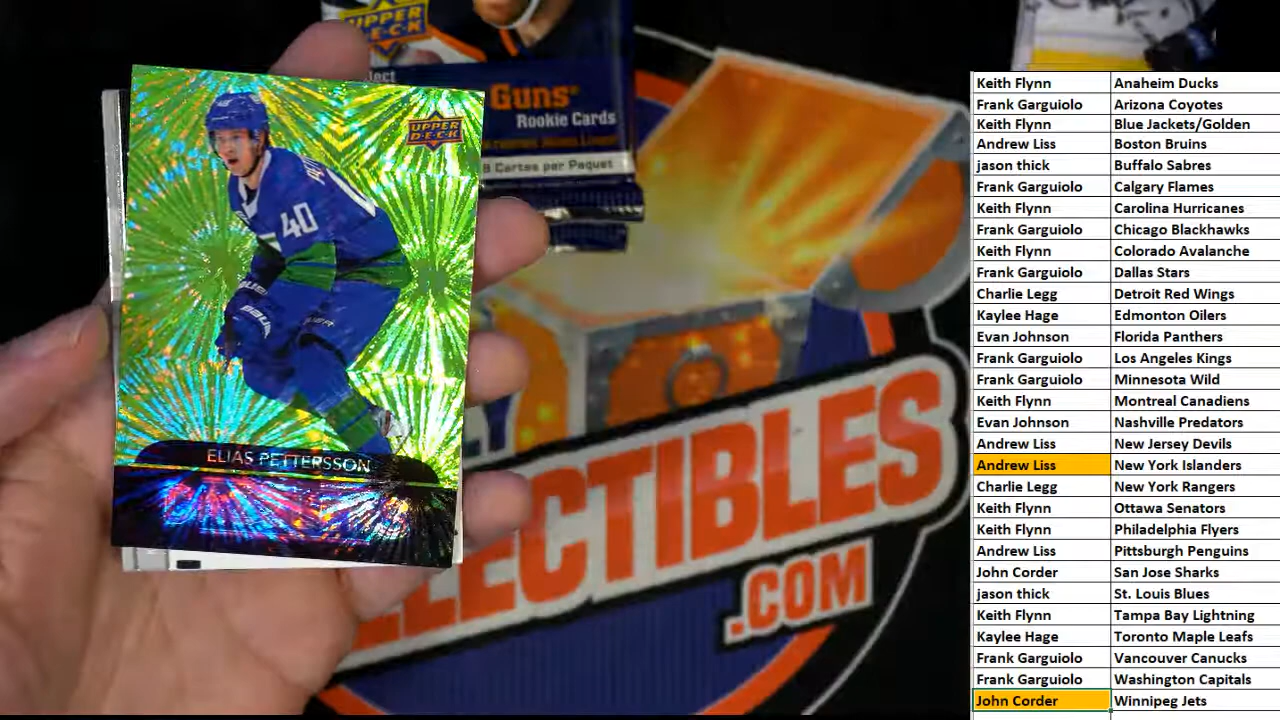 UPPER
DECK
Guns
Rookie Cards
8 Cartes per Paquet
UPPER
DECK
40
ELIAS PETTERSSON
LECTIBLES
.COM
Keith Flynn Anaheim Ducks
Frank Garguiolo Arizona Coyotes
Keith Flynn Blue Jackets/Golden
Andrew Liss Boston Bruins
jason thick Buffalo Sabres
Frank Garguiolo Calgary Flames
Keith Flynn Carolina Hurricanes
Frank Garguiolo Chicago Blackhawks
Keith Flynn Colorado Avalanche
Frank Garguiolo Dallas Stars
Charlie Legg Detroit Red Wings
Kaylee Hage Edmonton Oilers
Evan Johnson Florida Panthers
Frank Garguiolo Los Angeles Kings
Frank Garguiolo Minnesota Wild
Keith Flynn Montreal Canadiens
Evan Johnson Nashville Predators
Andrew Liss New Jersey Devils
Andrew Liss New York Islanders
Charlie Legg New York Rangers
Keith Flynn Ottawa Senators
Keith Flynn Philadelphia Flyers
Andrew Liss Pittsburgh Penguins
John Corder San Jose Sharks
jason thick St. Louis Blues
Keith Flynn Tampa Bay Lightning
Kaylee Hage Toronto Maple Leafs
Frank Garguiolo Vancouver Canucks
Frank Garguiolo Washington Capitals
John Corder Winnipeg Jets